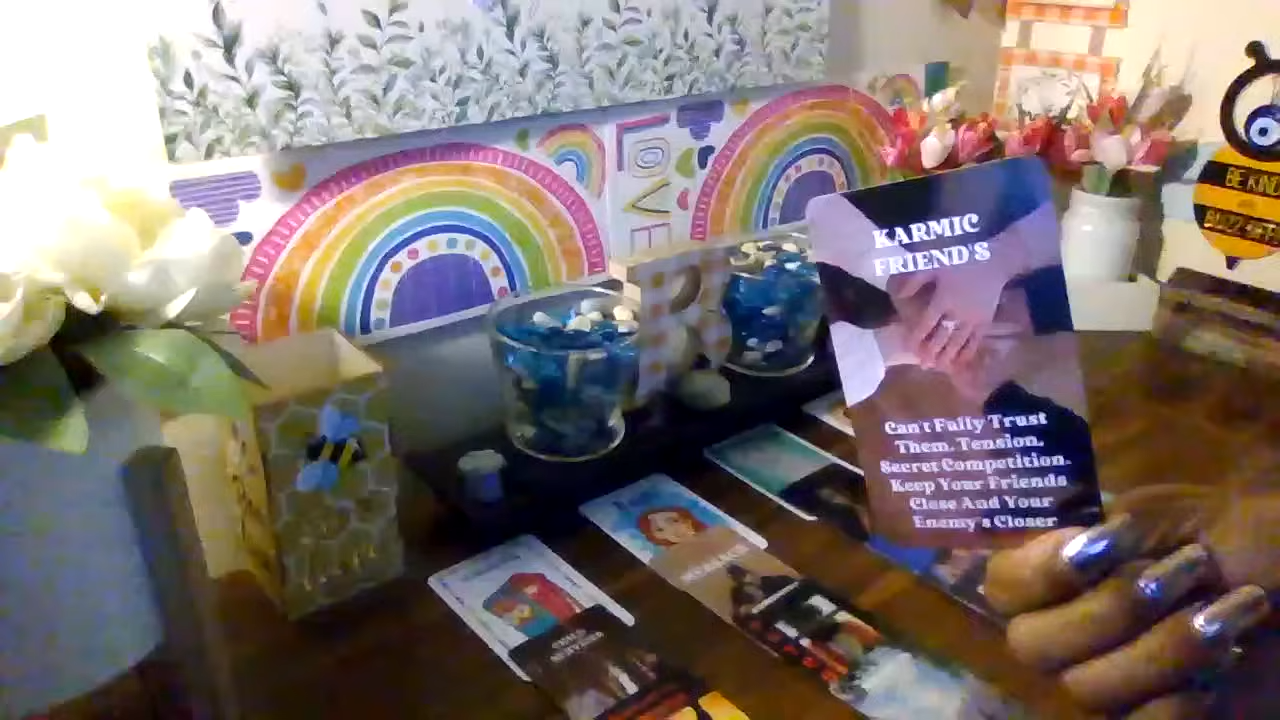 LOVE
BE KIND
KARMIC
FRIEND'S
Can't Fully Trust
Them. Tension.
Secret Competition.
Keep Your Friends
Close And Your
Enemy's Closer